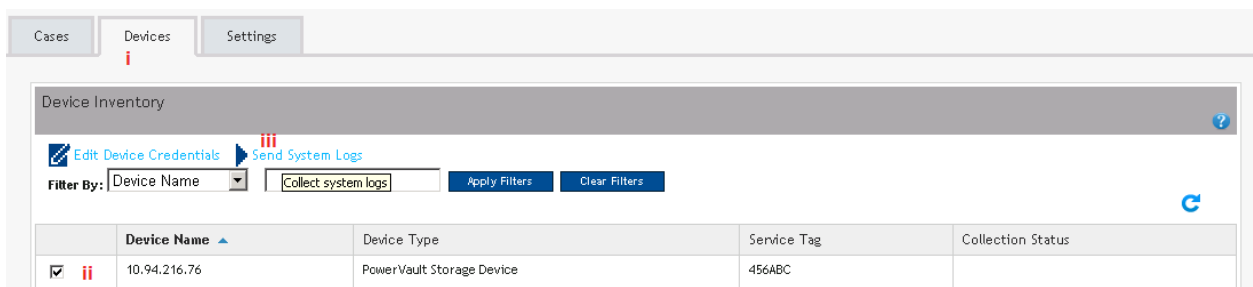 Cases Devices Settings
i
Device Inventory
?
iii
Edit Device Credentials Send System Logs
Filter By: Device Name Collect system logs Apply Filters Clear Filters
Device Name Device Type Service Tag Collection Status
ii 10.94.216.76 PowerVault Storage Device 456ABC